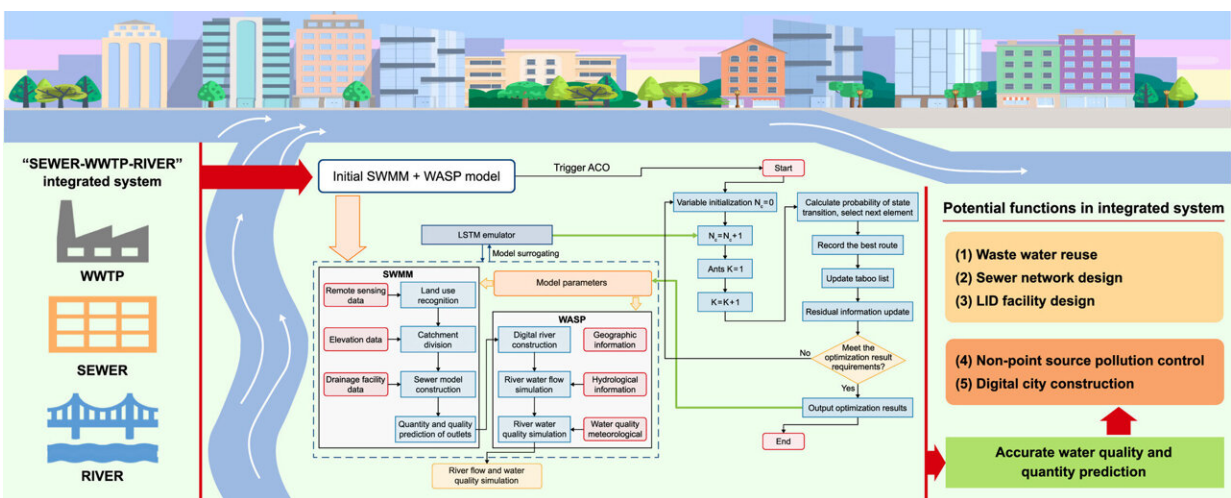 “SEWER-WWTP-RIVER”
integrated system
WWTP
SEWER
RIVER
Initial SWMM + WASP model
Trigger ACO
Start
LSTM emulator
Model surrogating
SWMM
Remote sensing
data
Land use
recognition
Elevation data
Catchment
division
Drainage facility
data
Sewer model
construction
Quantity and quality
prediction of outlets
Model parameters
WASP
Digital river
construction
Geographic
information
River water flow
simulation
Hydrological
information
River water
quality simulation
Water quality
meteorological
River flow and water
quality simulation
Variable initialization Nc=0
Nc=Nc+1
Ants K=1
K=K+1
Calculate probability of state
transition, select next element
Record the best route
Update taboo list
Residual information update
Meet the
optimization result
requirements?
No
Yes
Output optimization results
End
Potential functions in integrated system
(1) Waste water reuse
(2) Sewer network design
(3) LID facility design
(4) Non-point source pollution control
(5) Digital city construction
Accurate water quality and
quantity prediction